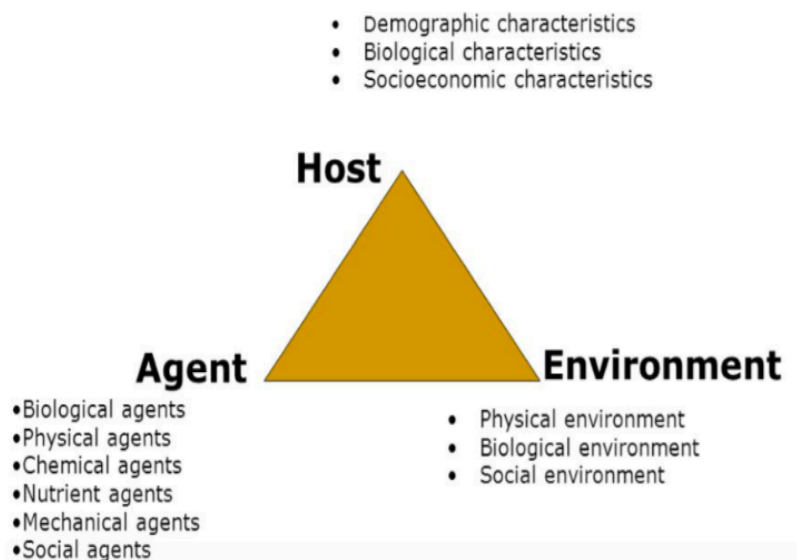 • Demographic characteristics
• Biological characteristics
• Socioeconomic characteristics
Host
Agent
•Biological agents
•Physical agents
•Chemical agents
•Nutrient agents
•Mechanical agents
•Social agents
Environment
• Physical environment
• Biological environment
• Social environment